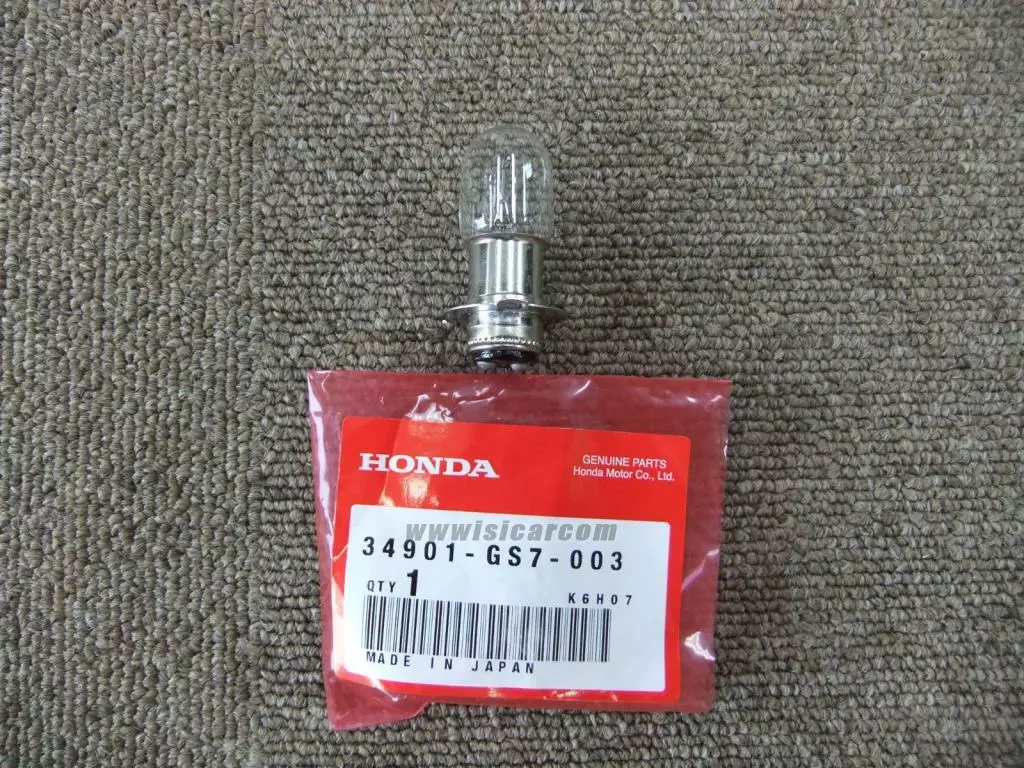 HONDA
GENUINE PARTS
Honda Motor Co., Ltd.
wwwisicarcom
34901-GS7-003
QTY 1
K6H07
MADE IN JAPAN